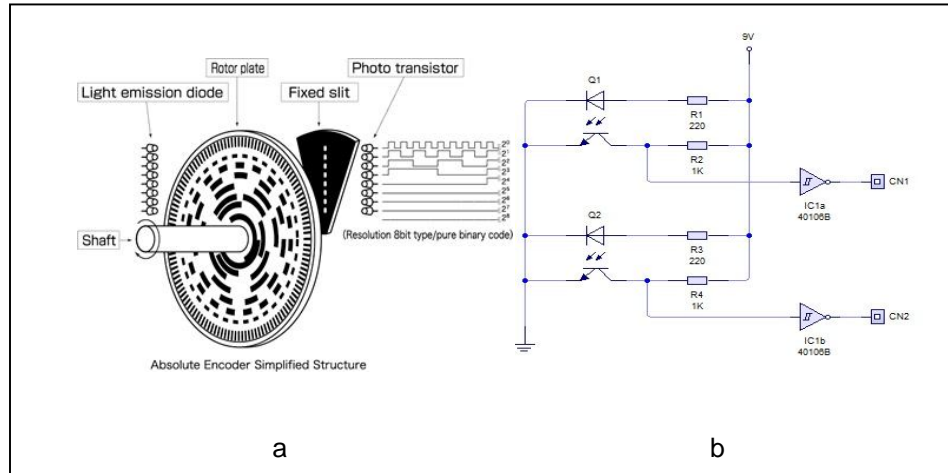 Rotor plate
Photo transistor
Light emission diode
Fixed slit
2⁰
2¹
2²
2³
2⁴
2⁵
2⁶
2⁷
2⁸
(Resolution 8bit type/pure binary code)
Shaft
Absolute Encoder Simplified Structure
a
9V
Q1
R1
220
R2
1K
CN1
IC1a
40106B
Q2
R3
220
R4
1K
CN2
IC1b
40106B
b